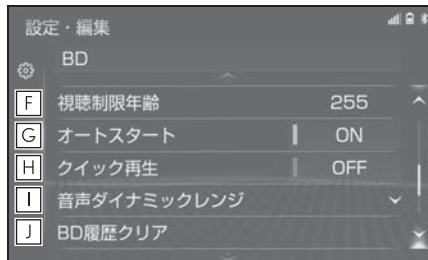 設定・編集
BD
F 視聴制限年齢 255
G オートスタート ON
H クイック再生 OFF
I 音声ダイナミックレンジ
J BD履歴クリア